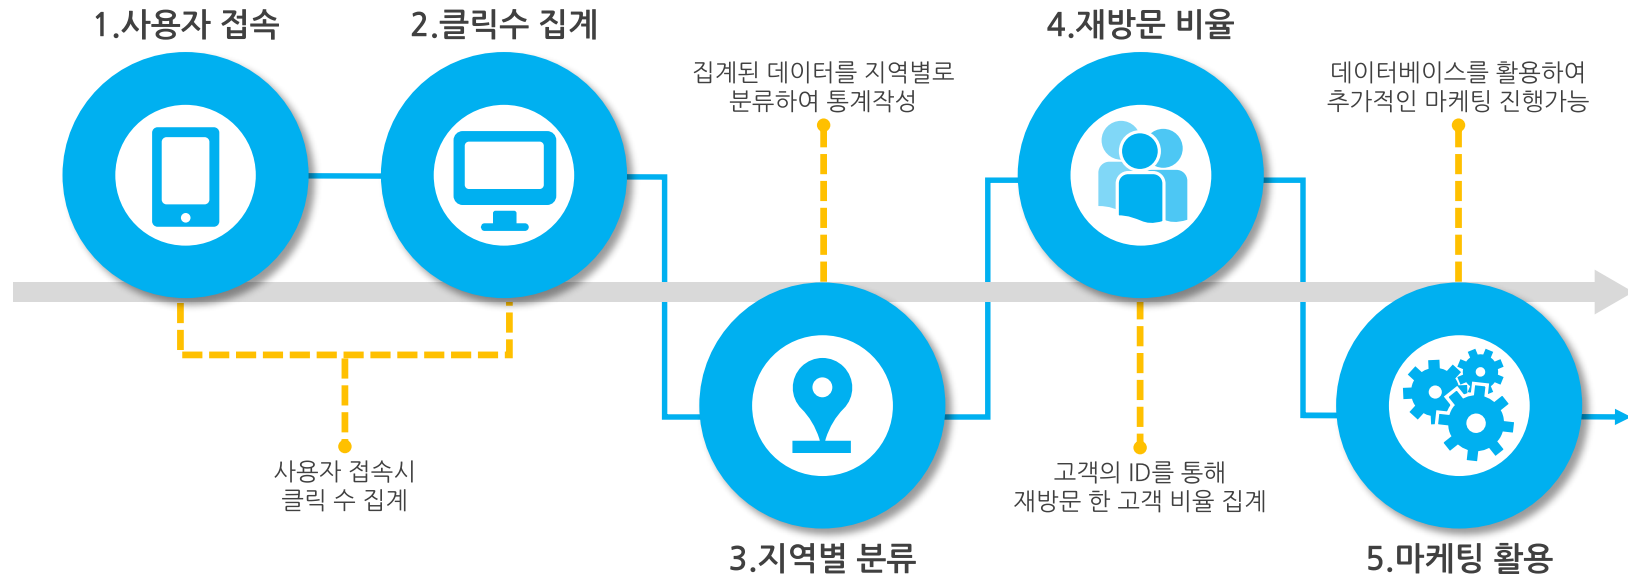 1.사용자 접속
2.클릭수 집계
사용자 접속시
클릭 수 집계
집계된 데이터를 지역별로
분류하여 통계작성
3.지역별 분류
4.재방문 비율
고객의 ID를 통해
재방문 한 고객 비율 집계
데이터베이스를 활용하여
추가적인 마케팅 진행가능
5.마케팅 활용